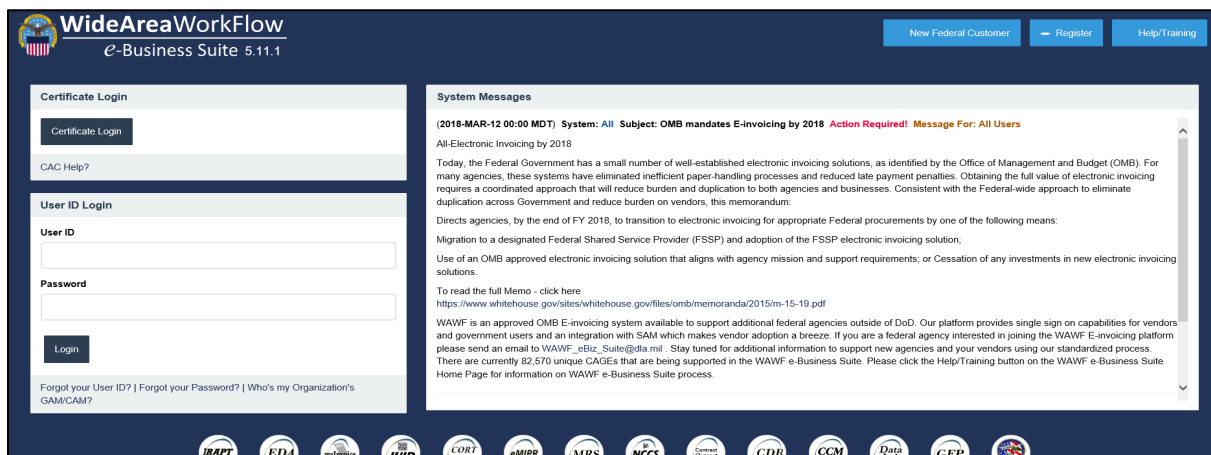 WideAreaWorkFlow
e-Business Suite 5.11.1
New Federal Customer
Register
Help/Training
Certificate Login
Certificate Login
CAC Help?
User ID Login
User ID
Password
Login
Forgot your User ID? | Forgot your Password? | Who's my Organization's
GAM/CAM?
System Messages
(2018-MAR-12 00:00 MDT) System: All Subject: OMB mandates E-invoicing by 2018 Action Required! Message For: All Users
All-Electronic Invoicing by 2018
Today, the Federal Government has a small number of well-established electronic invoicing solutions, as identified by the Office of Management and Budget (OMB). For
many agencies, these systems have eliminated inefficient paper-handling processes and reduced late payment penalties. Obtaining the full value of electronic invoicing
requires a coordinated approach that will reduce burden and duplication to both agencies and businesses. Consistent with the Federal-wide approach to eliminate
duplication across Government and reduce burden on vendors, this memorandum:
Directs agencies, by the end of FY 2018, to transition to electronic invoicing for appropriate Federal procurements by one of the following means:
Migration to a designated Federal Shared Service Provider (FSSP) and adoption of the FSSP electronic invoicing solution;
Use of an OMB approved electronic invoicing solution that aligns with agency mission and support requirements; or Cessation of any investments in new electronic invoicing
solutions.
To read the full Memo - click here
https://www.whitehouse.gov/sites/whitehouse.gov/files/omb/memoranda/2015/m-15-19.pdf
WAWF is an approved OMB E-invoicing system available to support additional federal agencies outside of DoD. Our platform provides single sign on capabilities for vendors
and government users and an integration with SAM which makes vendor adoption a breeze. If you are a federal agency interested in joining the WAWF E-invoicing platform
please send an email to WAWF_eBiz_Suite@dla.mil . Stay tuned for additional information to support new agencies and your vendors using our standardized process.
There are currently 82,570 unique CAGEs that are being supported in the WAWF e-Business Suite. Please click the Help/Training button on the WAWF e-Business Suite
Home Page for information on WAWF e-Business Suite process.
iRAPT EDA myInvoice IUID CORT eMIPR MRS NCCS Contract CDR CCM Data GFP